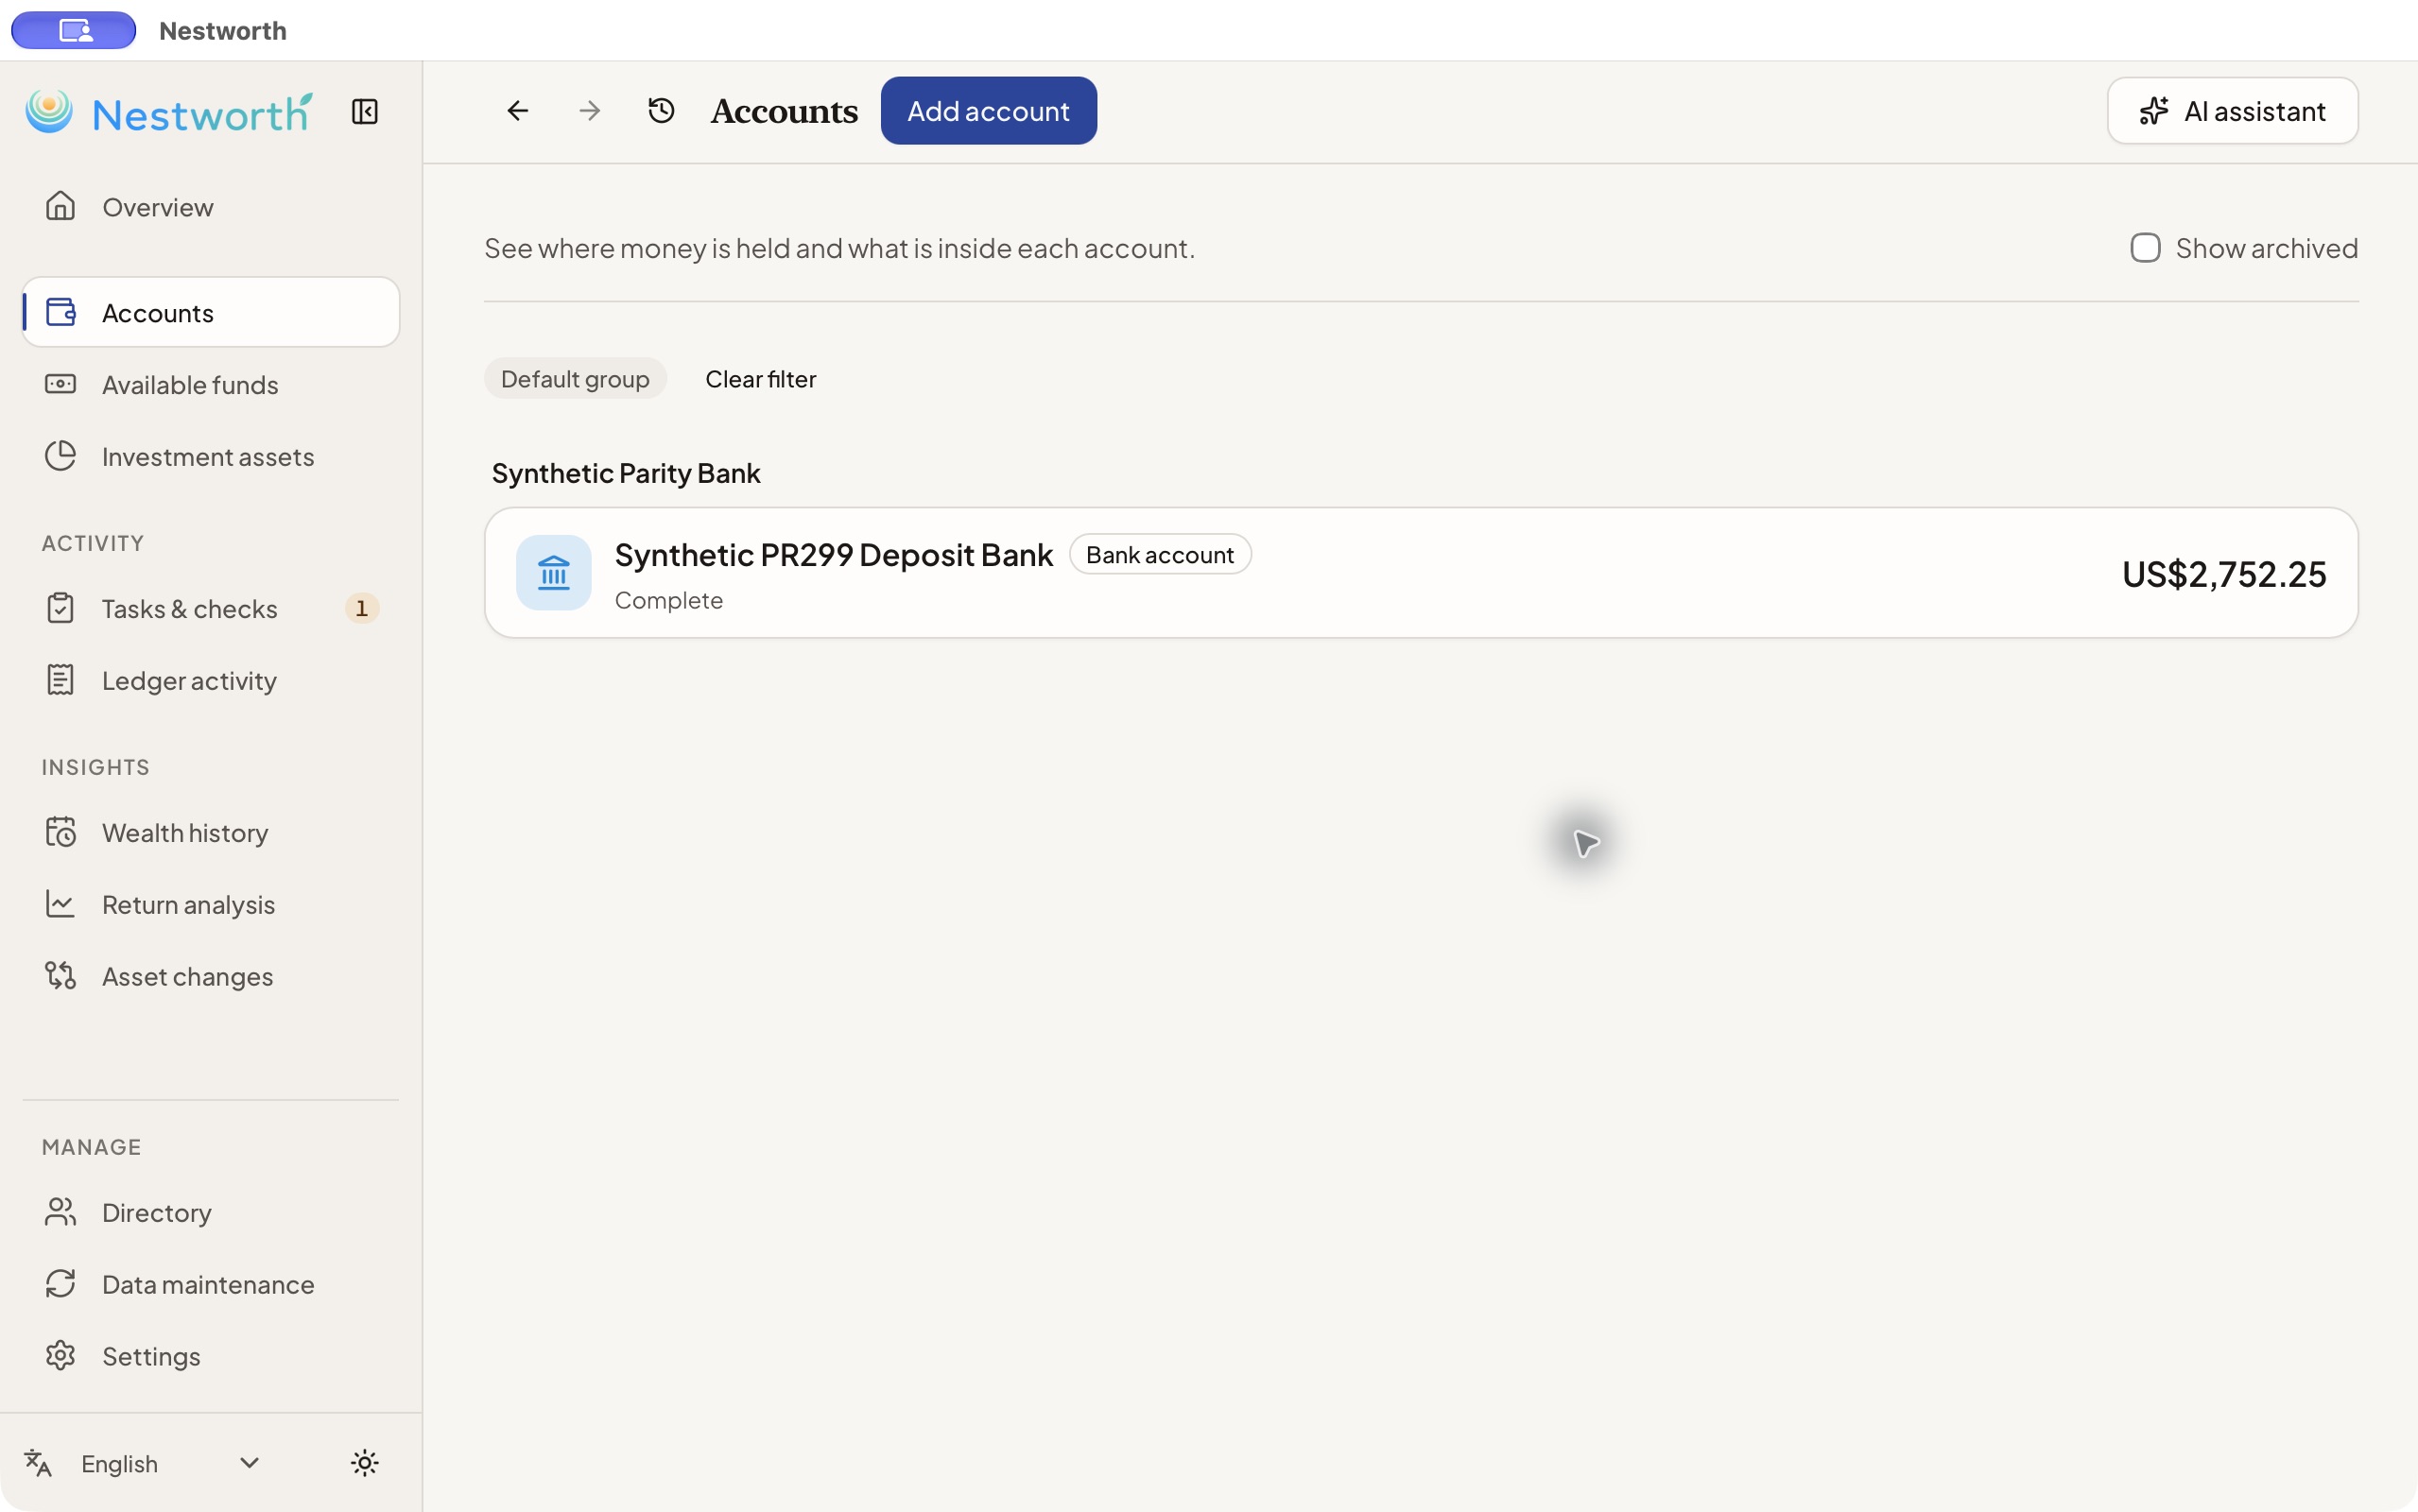 Nestworth
Nestworth
Accounts
Add account
AI assistant
Overview
See where money is held and what is inside each account.
Show archived
Accounts
Available funds
Default group
Clear filter
Investment assets
Synthetic Parity Bank
ACTIVITY
Synthetic PR299 Deposit Bank
Bank account
Complete
US$2,752.25
Tasks & checks
1
Ledger activity
INSIGHTS
Wealth history
Return analysis
Asset changes
MANAGE
Directory
Data maintenance
Settings
English